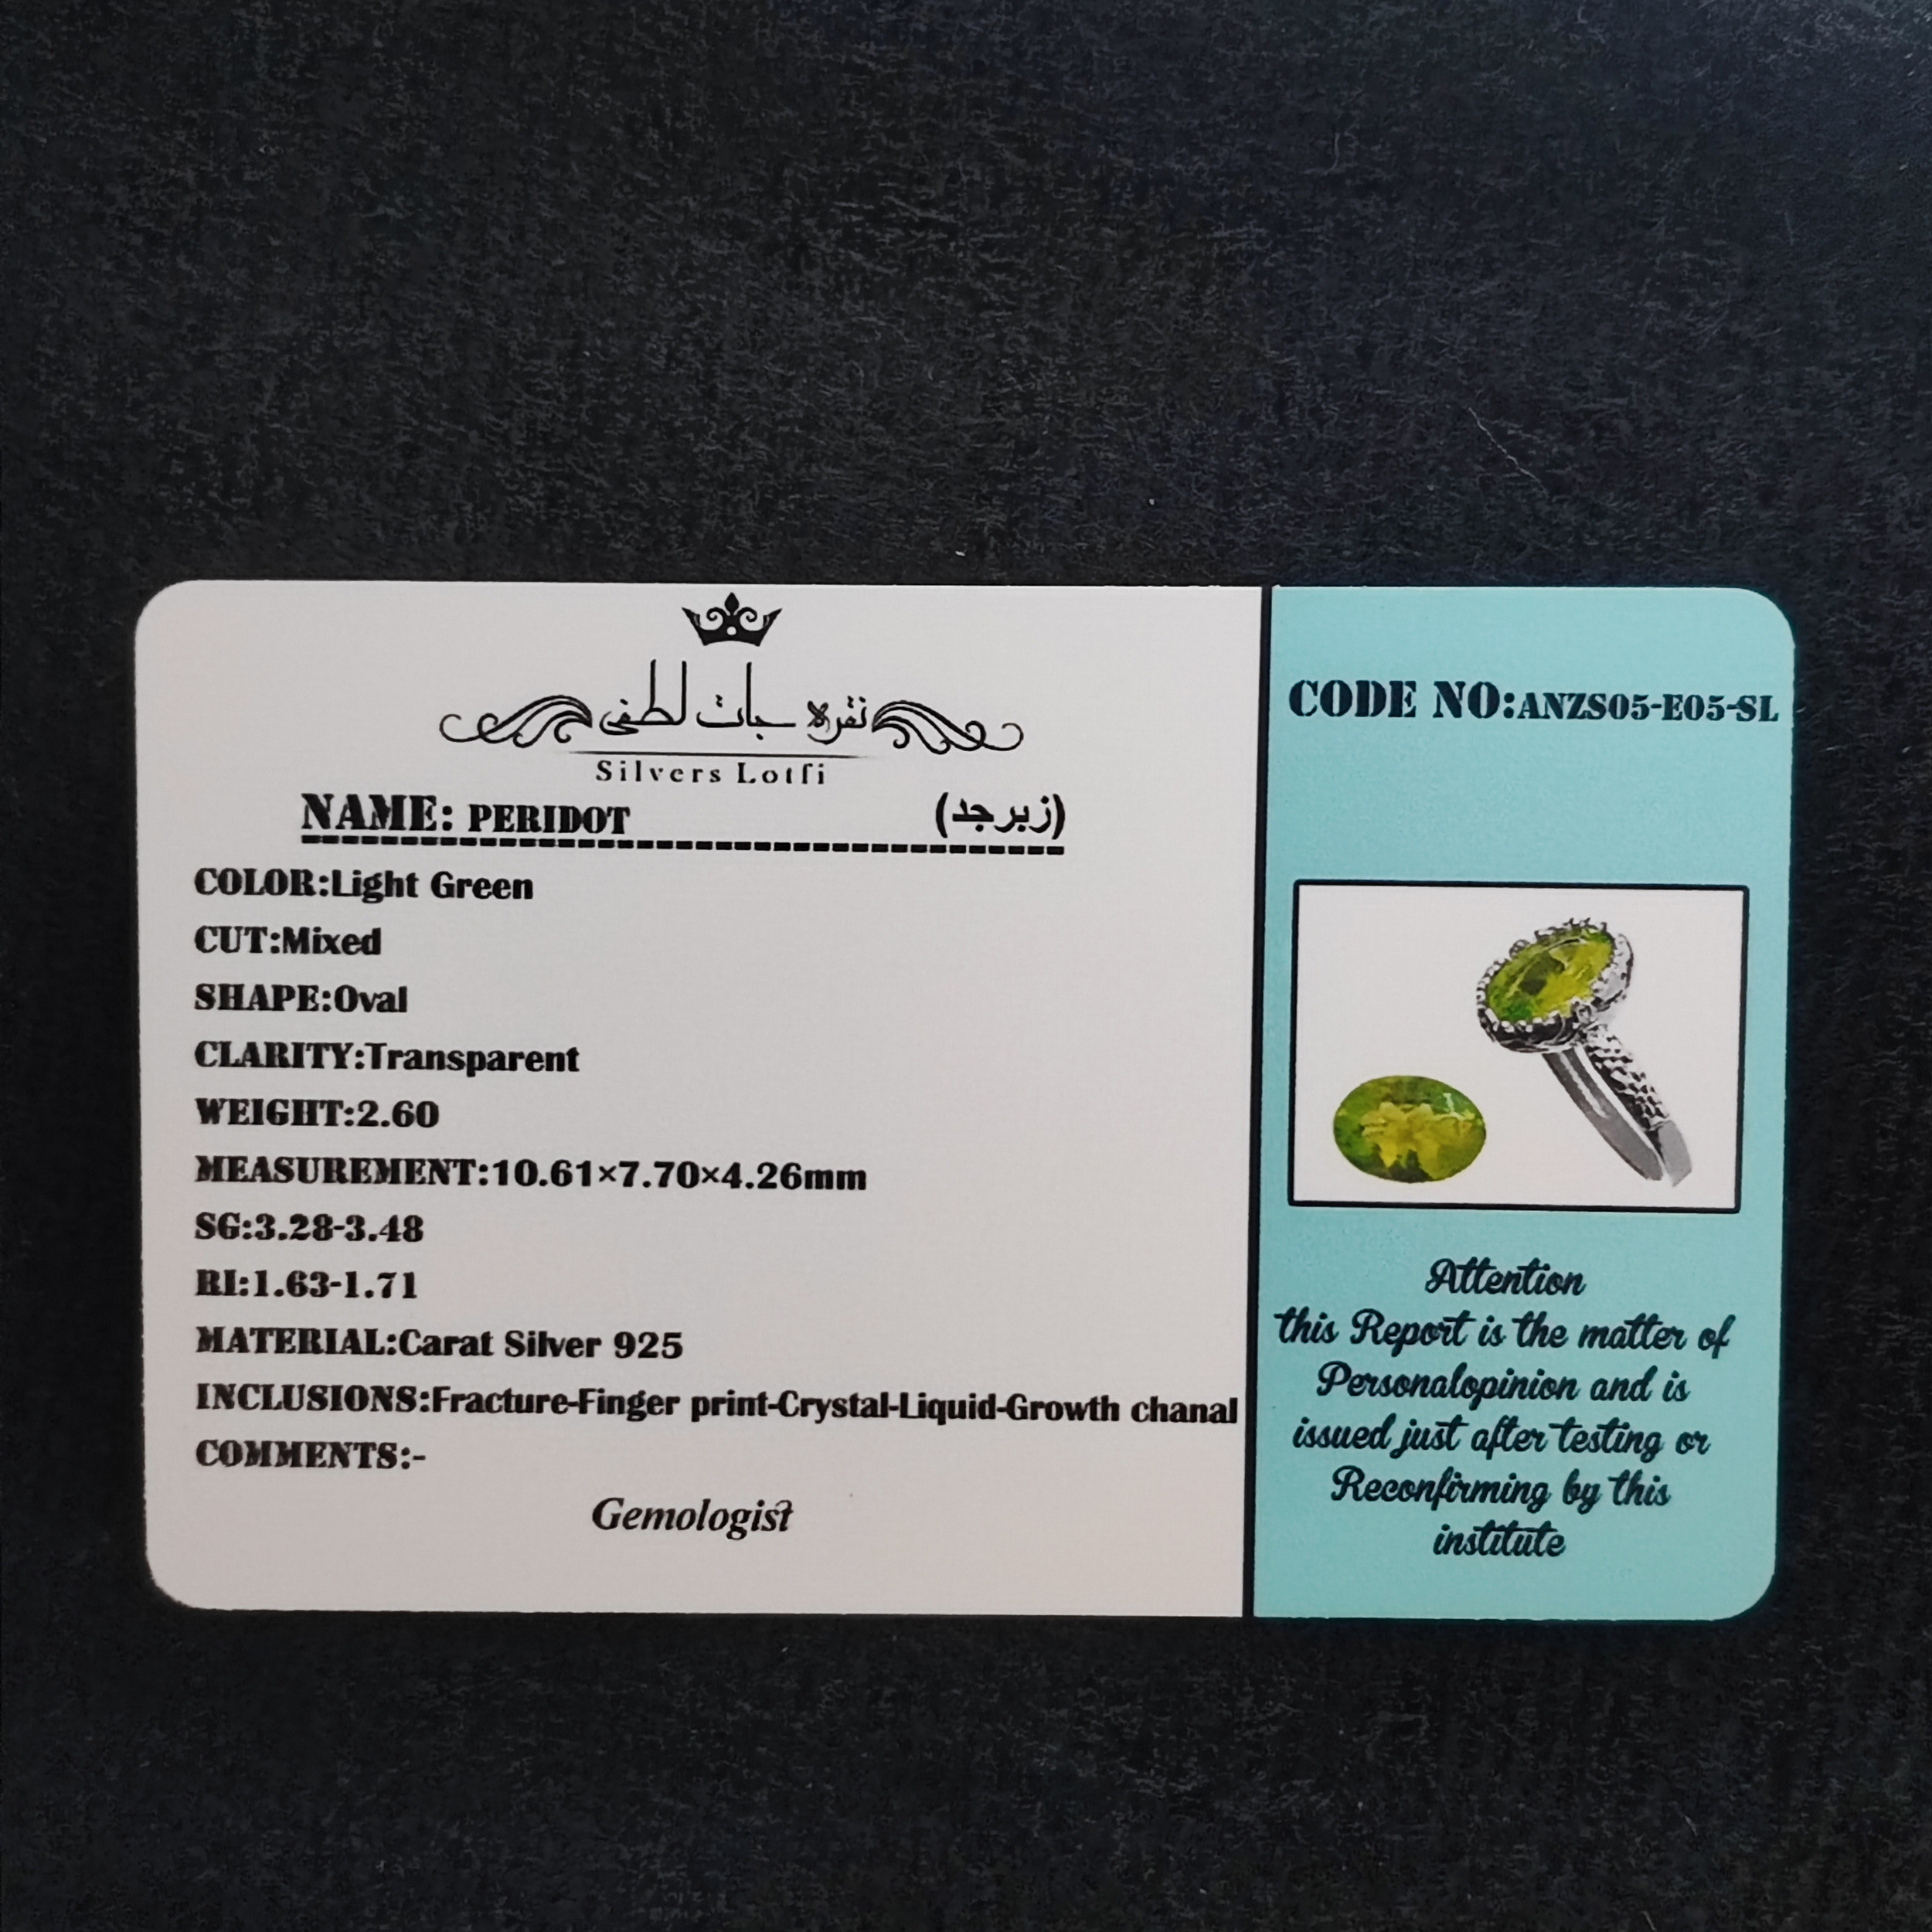 نقره جات لطفی
Silvers Lotfi
NAME: PERIDOT (زبرجد)
COLOR:Light Green
CUT:Mixed
SHAPE:Oval
CLARITY:Transparent
WEIGHT:2.60
MEASUREMENT:10.61×7.70×4.26mm
SG:3.28-3.48
RI:1.63-1.71
MATERIAL:Carat Silver 925
INCLUSIONS:Fracture-Finger print-Crystal-Liquid-Growth chanal
COMMENTS:-
Gemologist
CODE NO:ANZS05-E05-SL
Attention
this Report is the matter of
Personalopinion and is
issued just after testing or
Reconfirming by this
institute